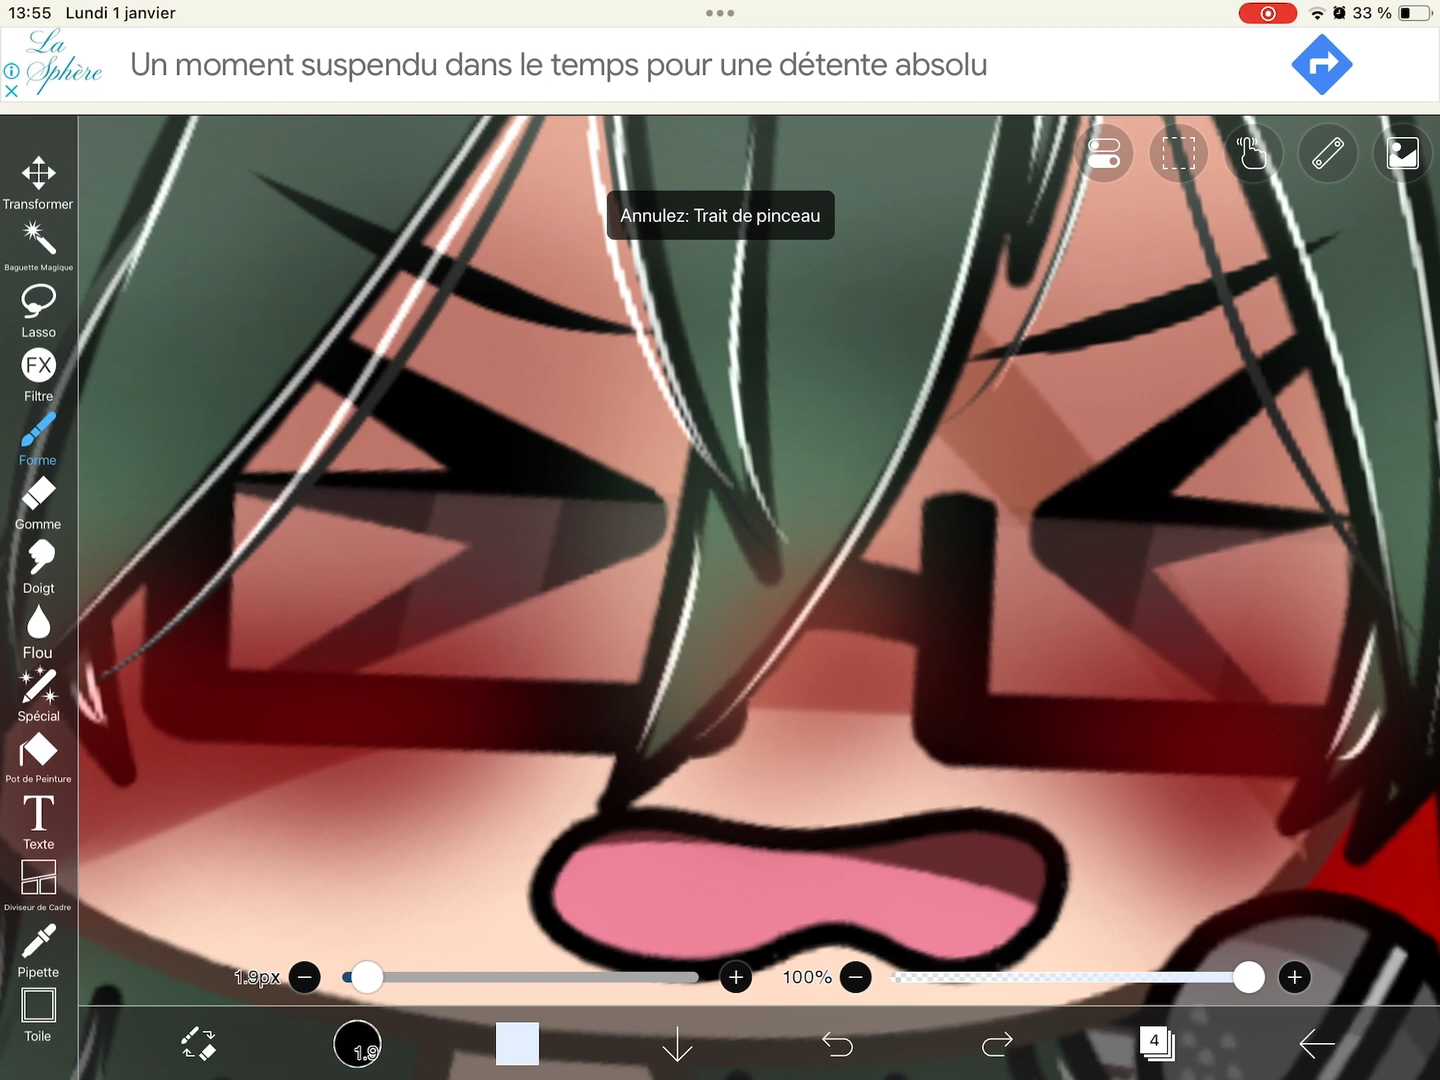 13:55 Lundi 1 janvier
33 %
La
Sphère
Un moment suspendu dans le temps pour une détente absolu
Annulez: Trait de pinceau
Transformer
Baguette Magique
Lasso
FX
Filtre
Forme
Gomme
Doigt
Flou
Spécial
Pot de Peinture
T
Texte
Diviseur de Cadre
Pipette
Toile
1.9px
100%
1.9
4